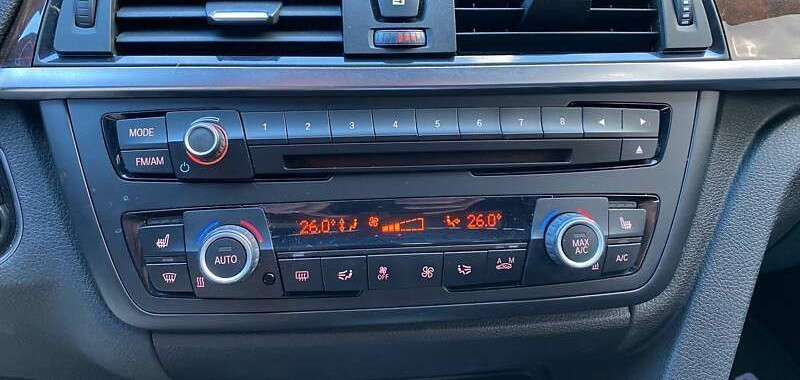 MODE 1 2 3 4 5 6 7 8
FM/AM
26.0° 26.0°
AUTO MAX A/C
OFF A M A/C